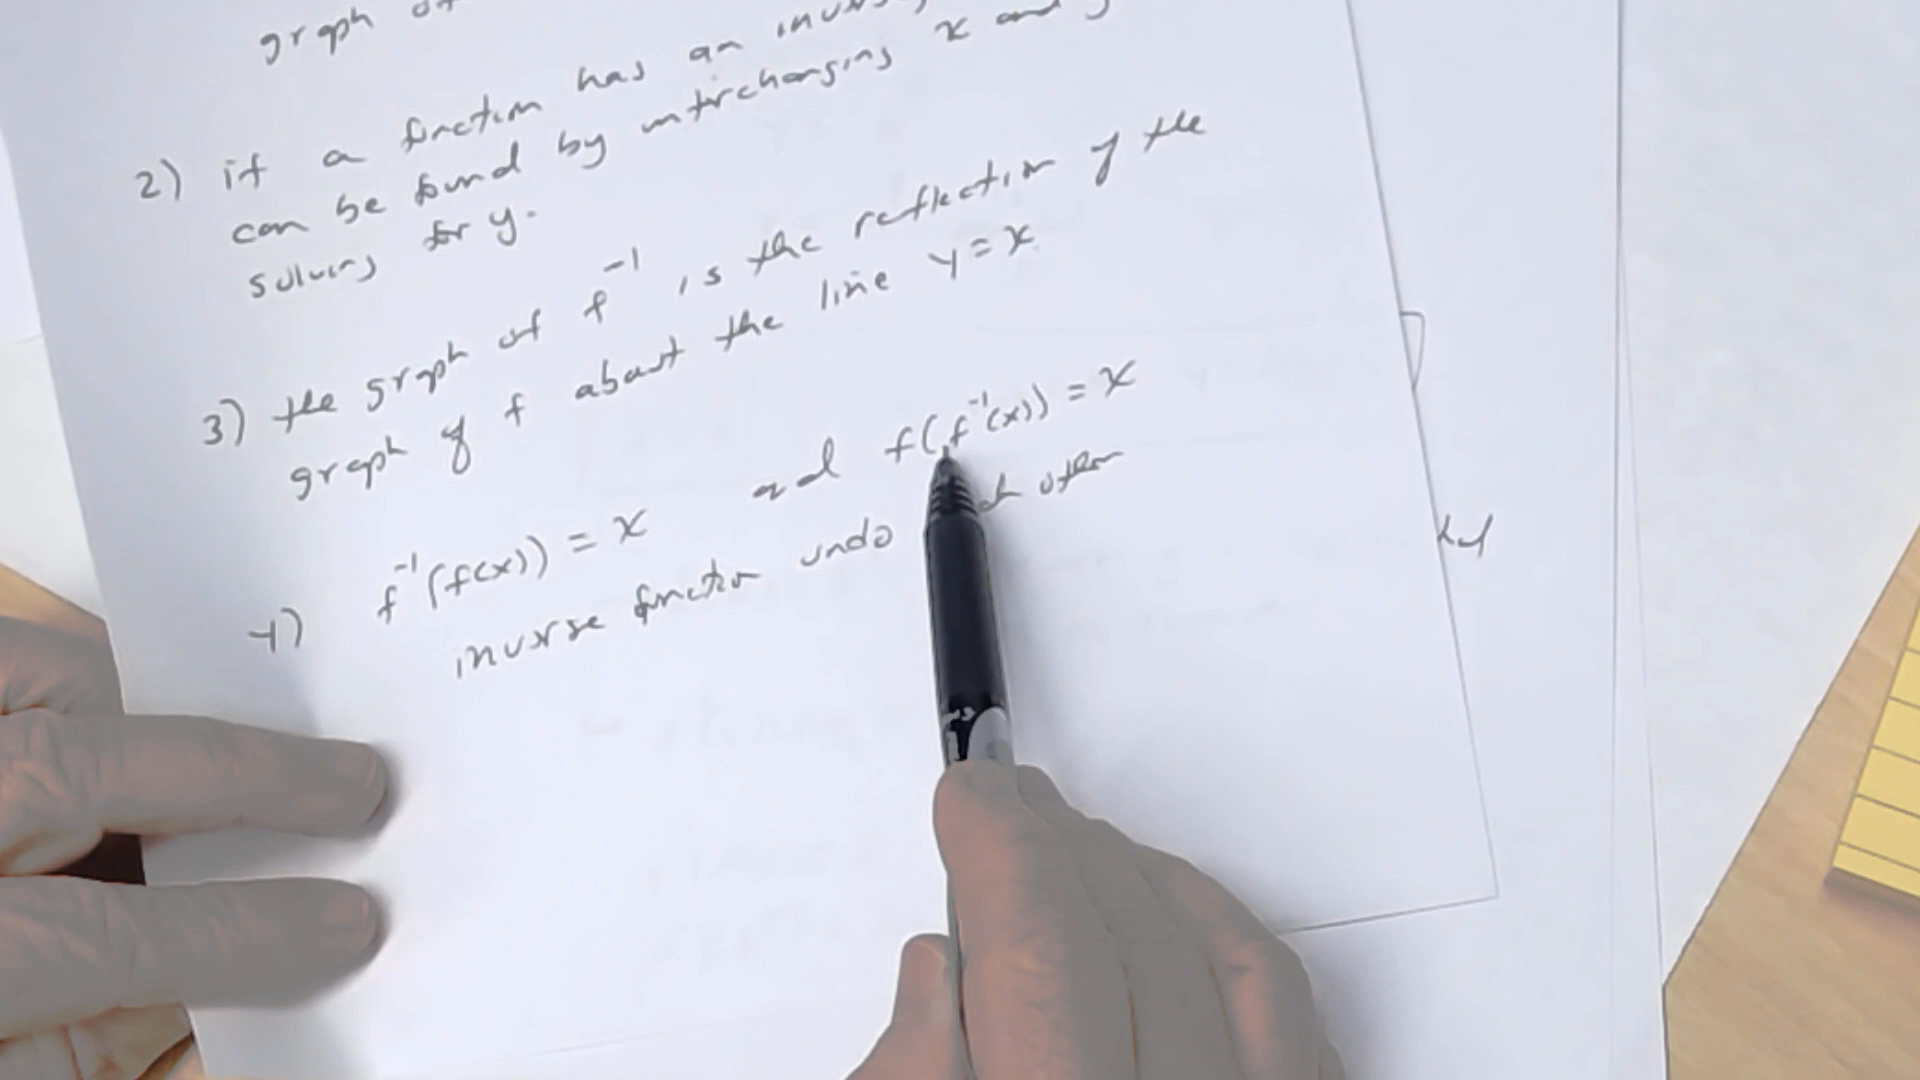 graph of
2) if a function has an inverse,
can be found by interchanging x and y
solving for y.
3) the graph of f⁻¹ is the reflection of the
graph of f about the line y = x
4) f⁻¹(f(x)) = x and f(f⁻¹(x)) = x
inverse function undo other